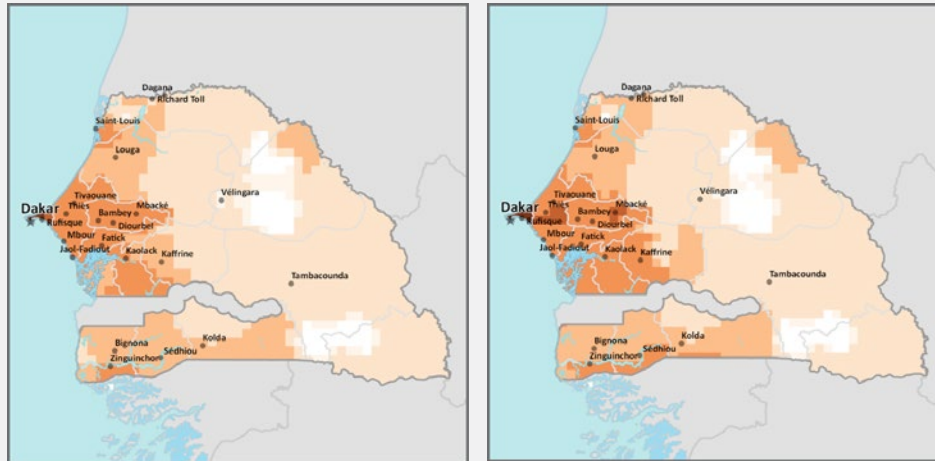 Dagana
Richard Toll
Saint-Louis
Louga
Tivaouane
Thiès
Dakar
Rufisque
Bambey
Mbacké
Diourbel
Mbour
Fatick
Jaol-Fadiout
Kaolack
Kaffrine
Vélingara
Tambacounda
Bignona
Zinguinchor
Sédhiou
Kolda
Dagana
Richard Toll
Saint-Louis
Louga
Tivaouane
Thiès
Dakar
Rufisque
Bambey
Mbacké
Diourbel
Mbour
Fatick
Jaol-Fadiout
Kaolack
Kaffrine
Vélingara
Tambacounda
Bignona
Zinguinchor
Sédhiou
Kolda